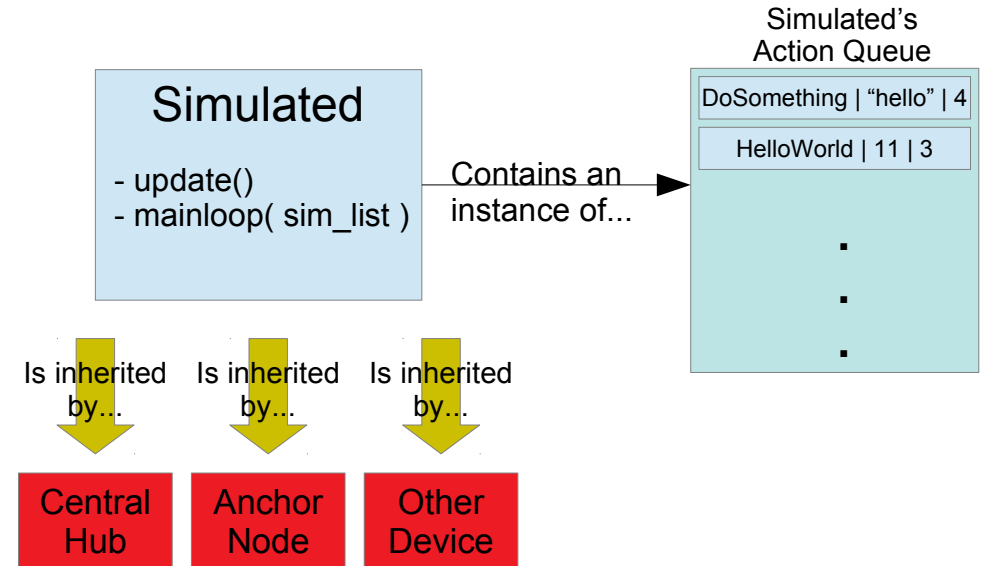 Simulated
- update()
- mainloop( sim_list )
Contains an
instance of...
Simulated's
Action Queue
DoSomething | “hello” | 4
HelloWorld | 11 | 3
.
.
.
Is inherited
by...
Is inherited
by...
Is inherited
by...
Central
Hub
Anchor
Node
Other
Device